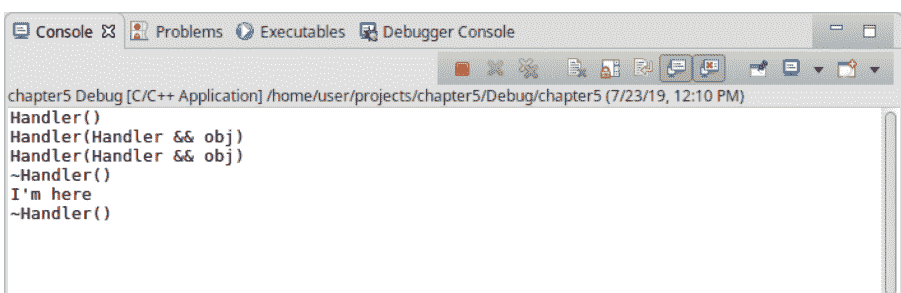 Console Problems Executables Debugger Console
chapter5 Debug [C/C++ Application] /home/user/projects/chapter5/Debug/chapter5 (7/23/19, 12:10 PM)
Handler()
Handler(Handler && obj)
Handler(Handler && obj)
~Handler()
I'm here
~Handler()